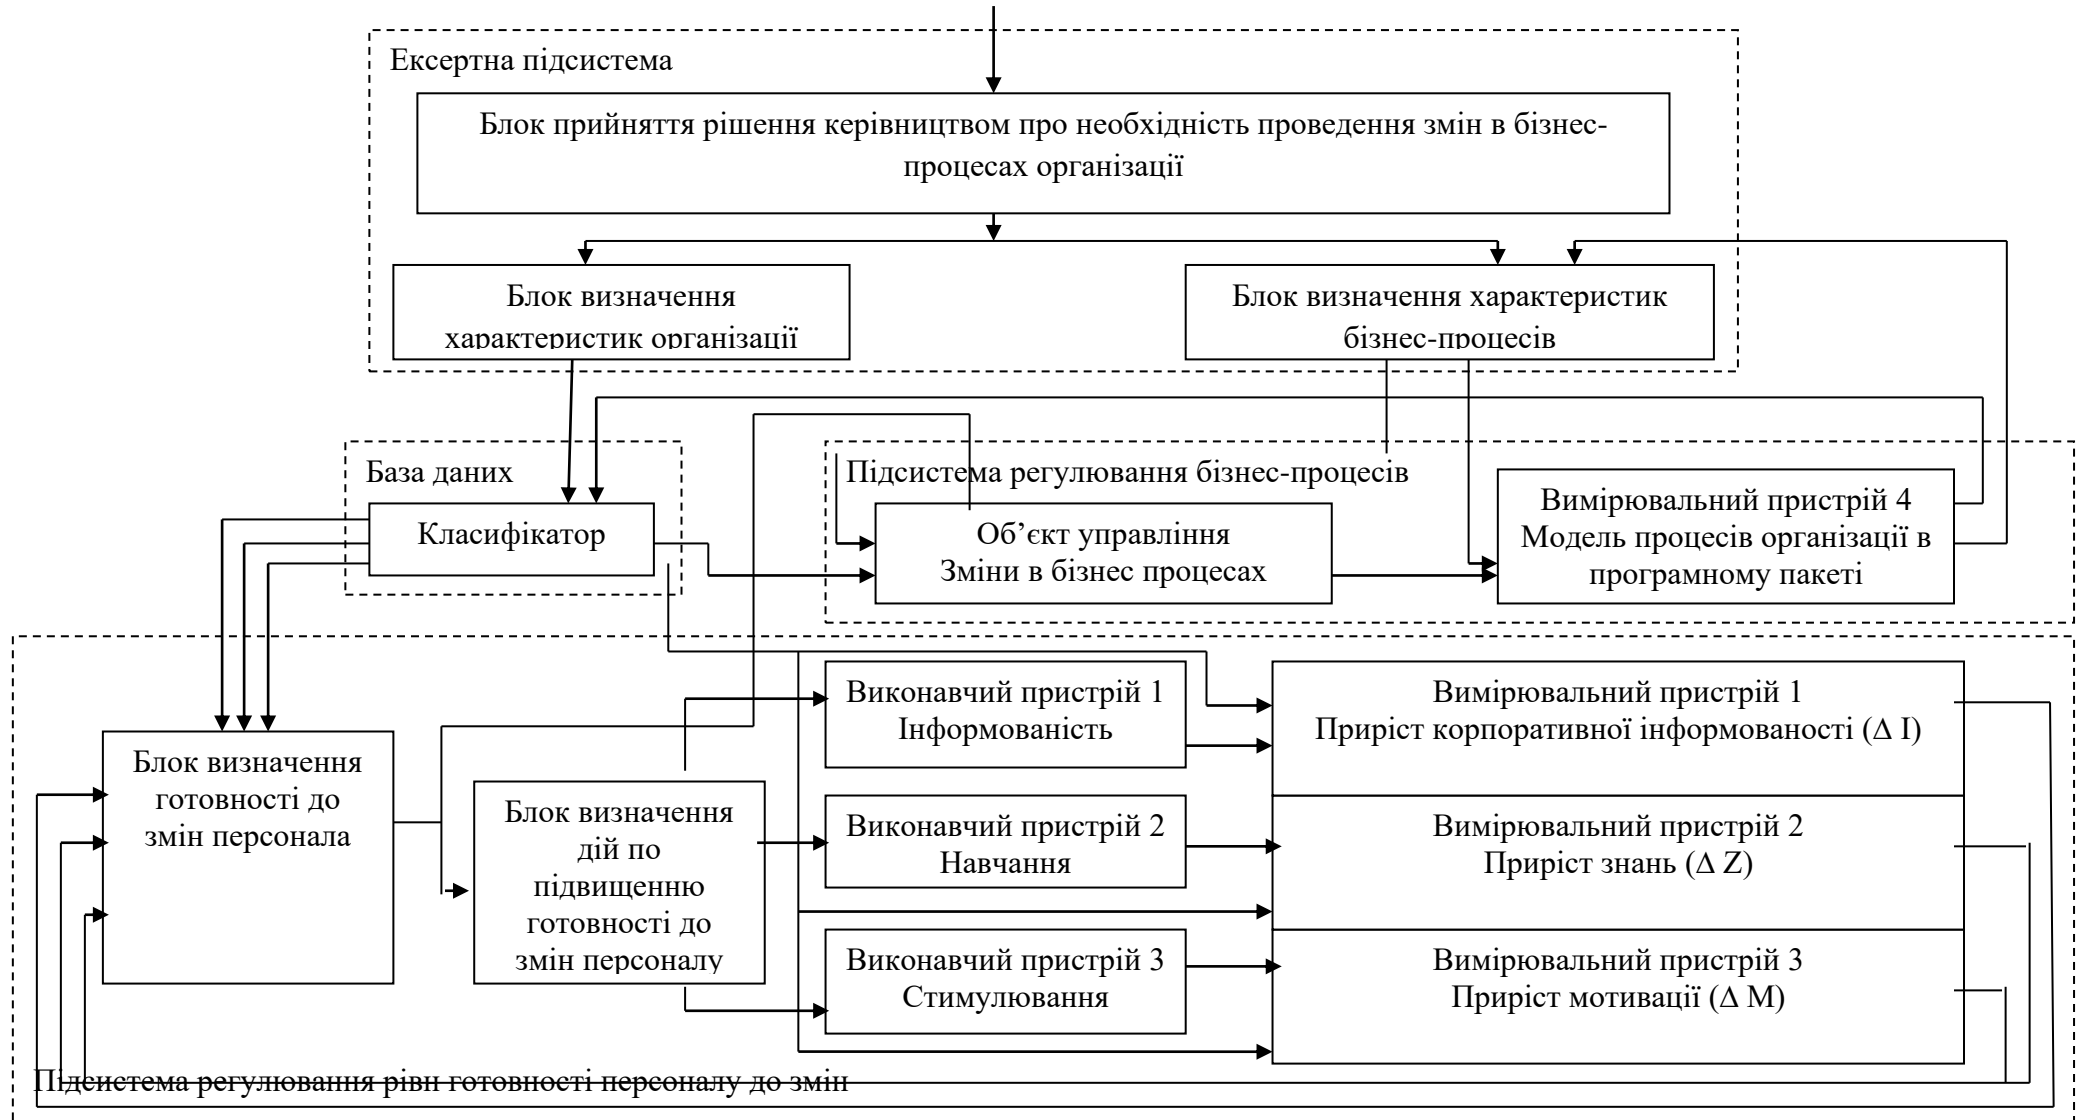 Ексертна підсистема
Блок прийняття рішення керівництвом про необхідність проведення змін в бізнес-
процесах організації
Блок визначення
характеристик організації
Блок визначення характеристик
бізнес-процесів
База даних
Класифікатор
Підсистема регулювання бізнес-процесів
Об’єкт управління
Зміни в бізнес процесах
Вимірювальний пристрій 4
Модель процесів організації в
програмному пакеті
Блок визначення
готовності до
змін персонала
Блок визначення
дій по
підвищенню
готовності до
змін персоналу
Виконавчий пристрій 1
Інформованість
Виконавчий пристрій 2
Навчання
Виконавчий пристрій 3
Стимулювання
Вимірювальний пристрій 1
Приріст корпоративної інформованості (Δ I)
Вимірювальний пристрій 2
Приріст знань (Δ Z)
Вимірювальний пристрій 3
Приріст мотивації (Δ M)
Підсистема регулювання рівн готовності персоналу до змін